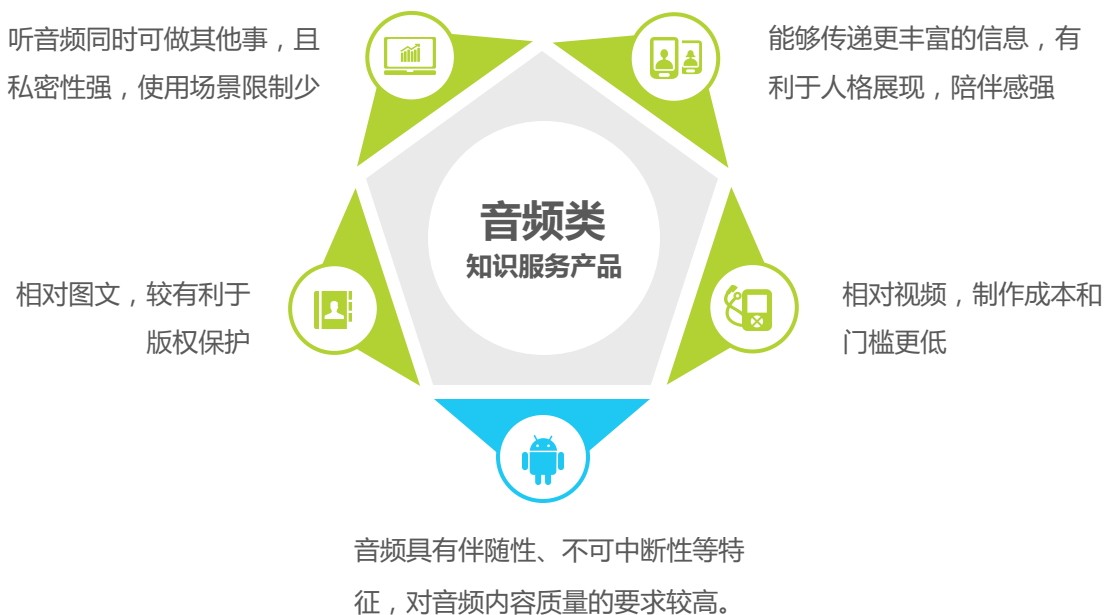 听音频同时可做其他事，且
私密性强，使用场景限制少
能够传递更丰富的信息，有
利于人格展现，陪伴感强
音频类
知识服务产品
相对图文，较有利于
版权保护
相对视频，制作成本和
门槛更低
音频具有伴随性、不可中断性等特
征，对音频内容质量的要求较高。